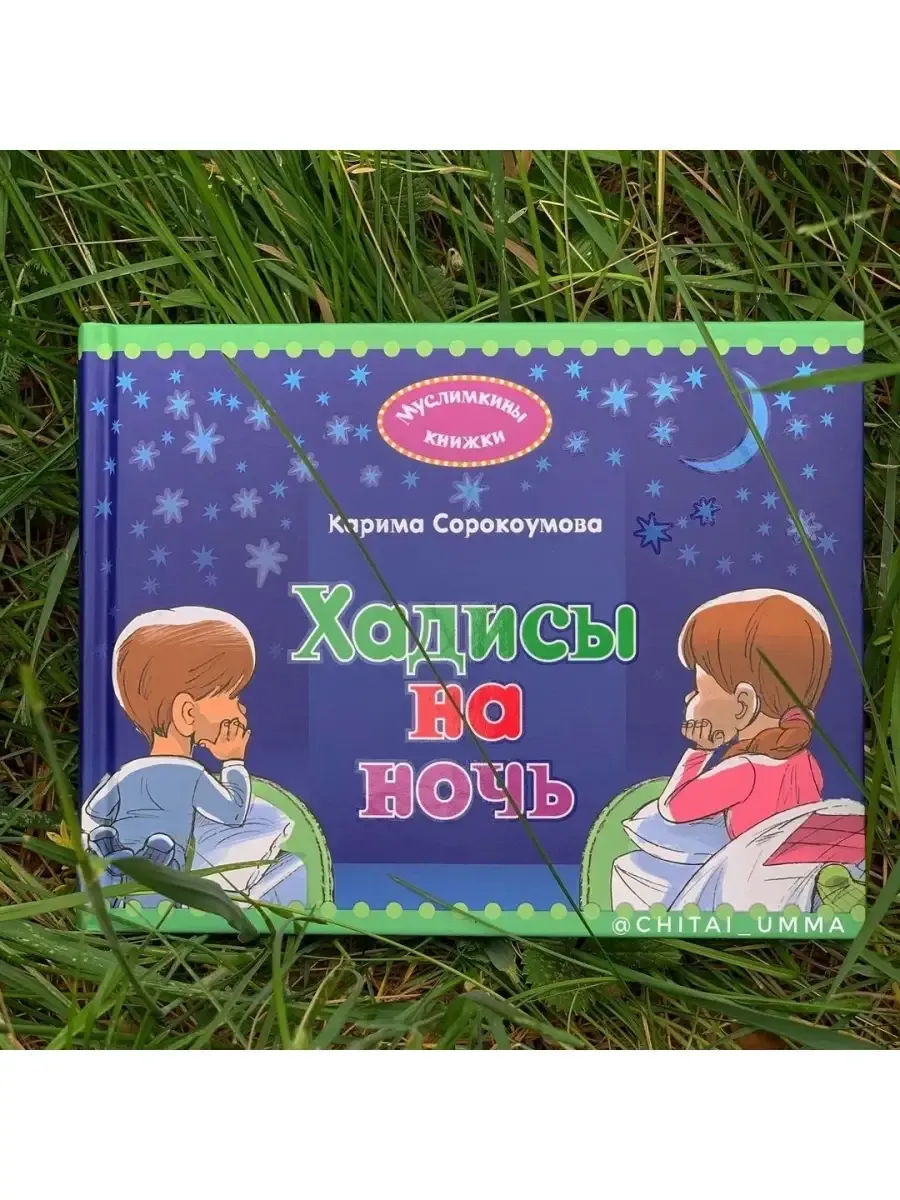 Муслимкины
книжки
Карима Сорокоумова
Хадисы
на
ночь
@CHITAI_UMMA